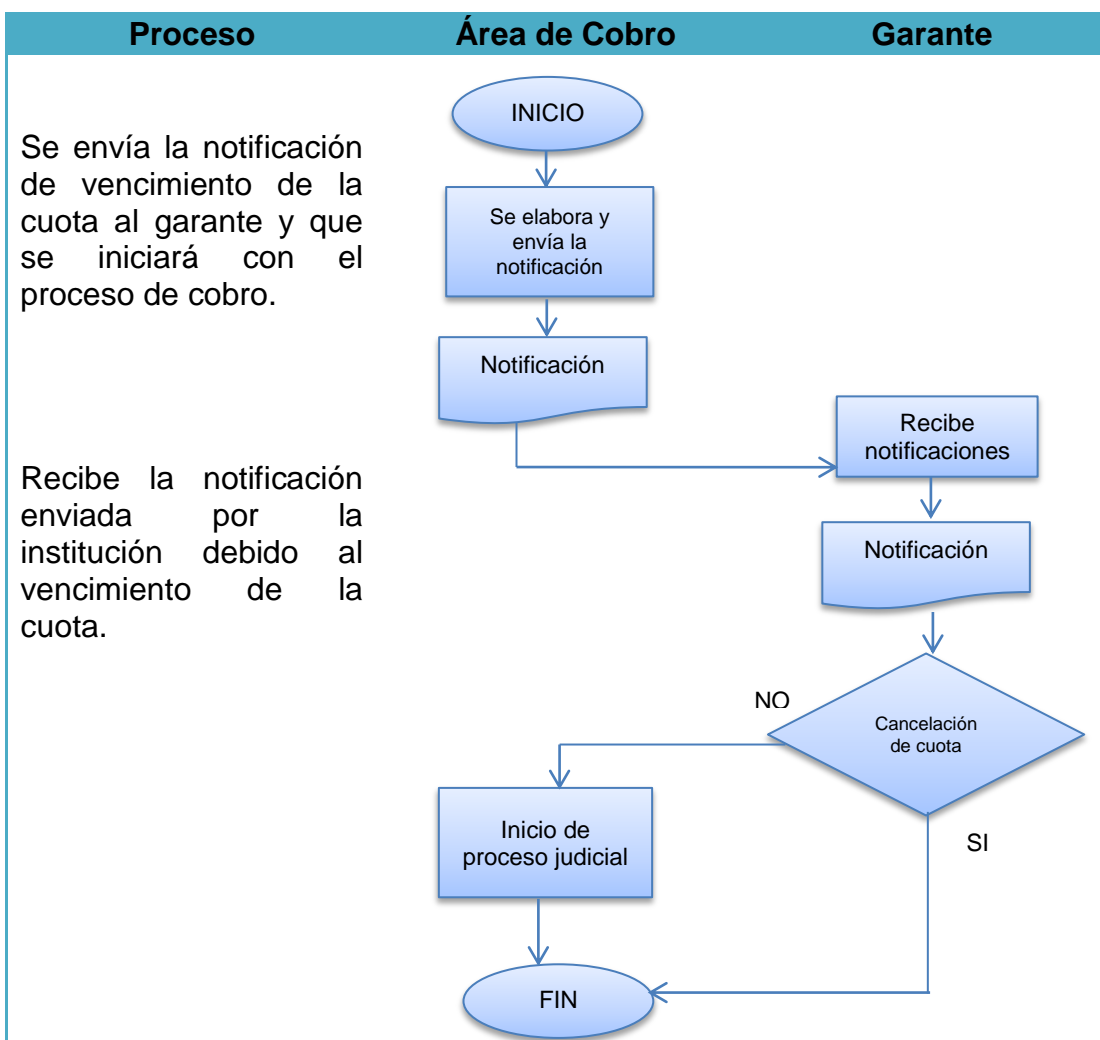 Proceso Área de Cobro Garante
INICIO
Se envía la notificación
de vencimiento de la
cuota al garante y que
se iniciará con el
proceso de cobro.
Se elabora y
envía la
notificación
Notificación
Recibe
notificaciones
Recibe la notificación
enviada por la
institución debido al
vencimiento de la
cuota.
Notificación
NO
Cancelación
de cuota
Inicio de
proceso judicial
SI
FIN